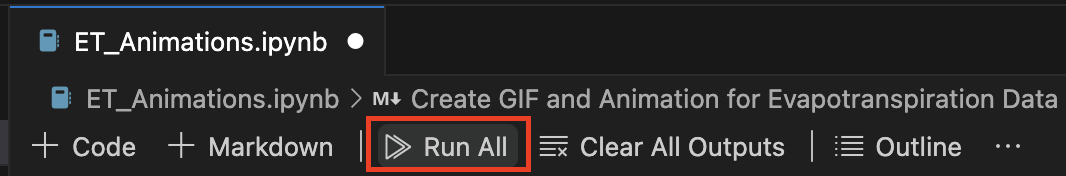 ET_Animations.ipynb
ET_Animations.ipynb > M↓ Create GIF and Animation for Evapotranspiration Data
+ Code + Markdown | Run All Clear All Outputs | Outline ...